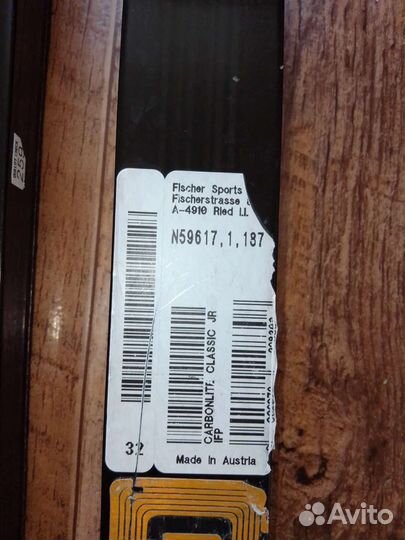 Fischer Sports
Fischerstrasse
A-4910 Ried i.I.
N59617,1,187
CARBONLITE CLASSIC JR
IFP
32
Made in Austria
Avito